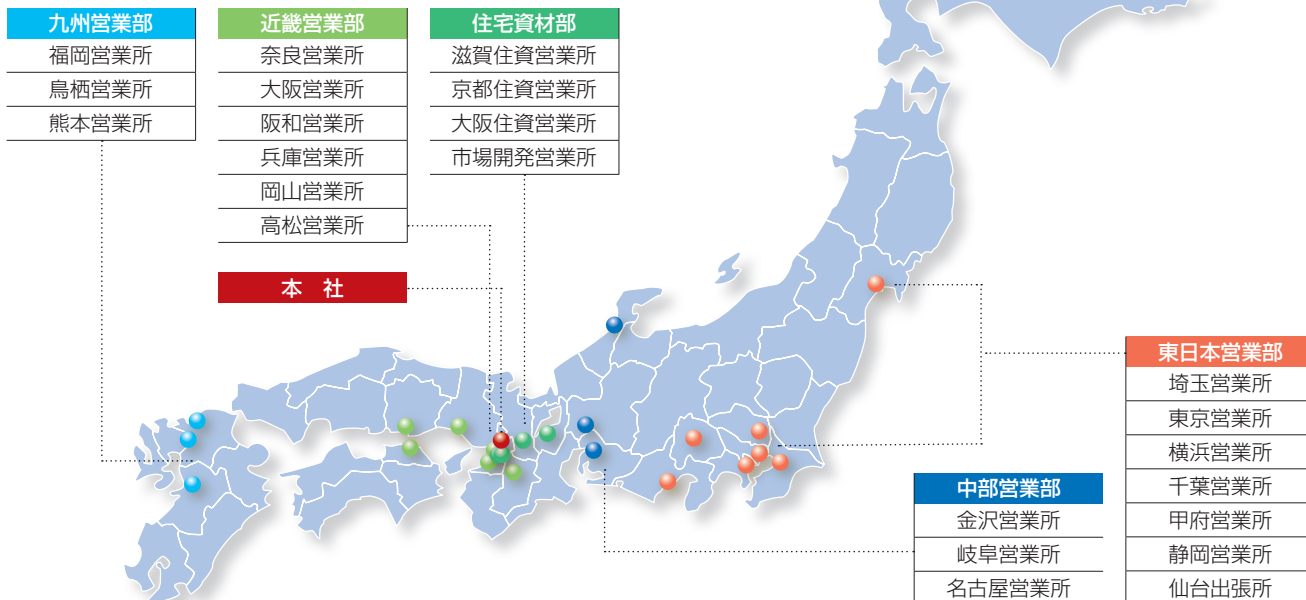 九州営業部
福岡営業所
鳥栖営業所
熊本営業所
近畿営業部
奈良営業所
大阪営業所
阪和営業所
兵庫営業所
岡山営業所
高松営業所
住宅資材部
滋賀住資営業所
京都住資営業所
大阪住資営業所
市場開発営業所
本 社
東日本営業部
埼玉営業所
東京営業所
横浜営業所
千葉営業所
甲府営業所
静岡営業所
仙台出張所
中部営業部
金沢営業所
岐阜営業所
名古屋営業所